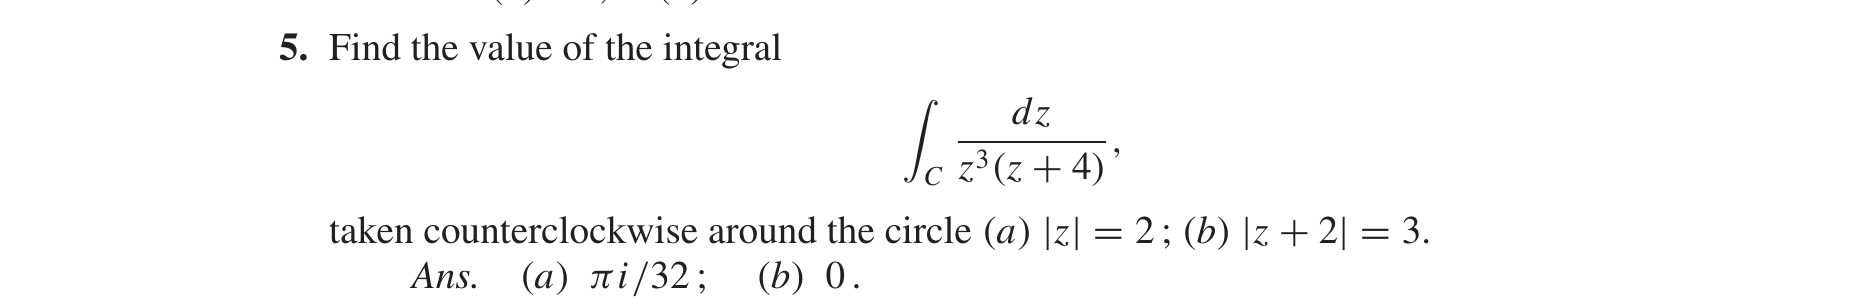 5. Find the value of the integral
∫_C dz / z^3(z + 4) ,
taken counterclockwise around the circle (a) |z| = 2; (b) |z + 2| = 3.
Ans. (a) πi/32; (b) 0.